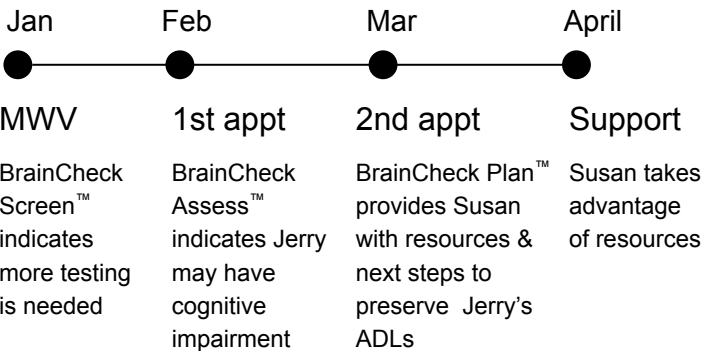 Jan
Feb
Mar
April
MWV
1st appt
2nd appt
Support
BrainCheck
Screen™
indicates
more testing
is needed
BrainCheck
Assess™
indicates Jerry
may have
cognitive
impairment
BrainCheck Plan™
provides Susan
with resources &
next steps to
preserve Jerry's
ADLs
Susan takes
advantage
of resources